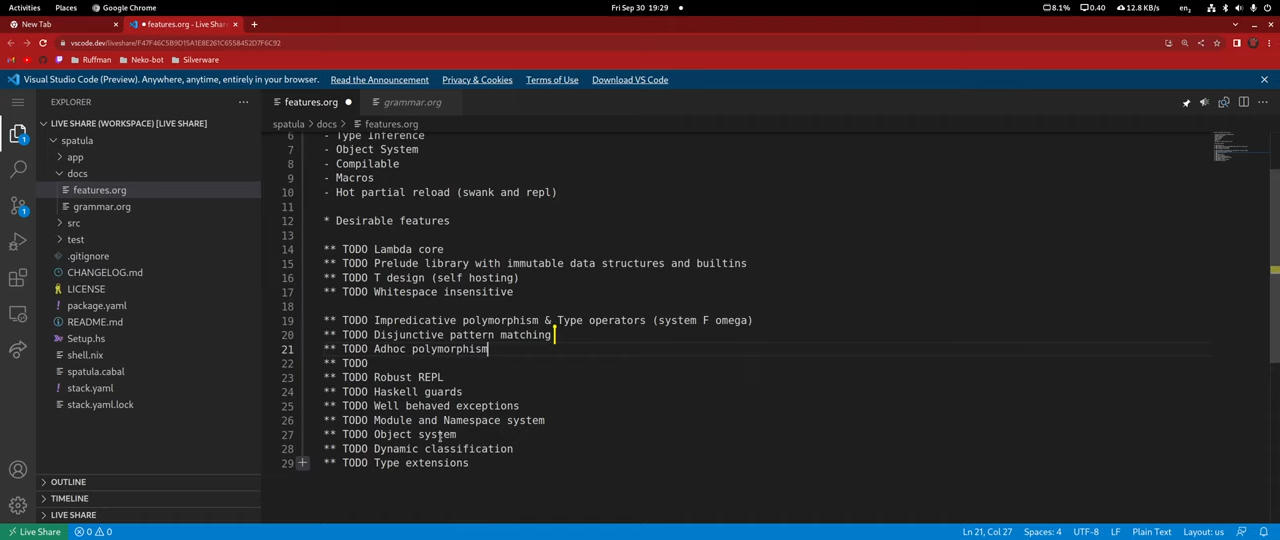 Activities Places Google Chrome Fri Sep 30 19:29 8.1% 0.40 12.8 KB/s en₂
New Tab features.org - Live Share
vscode.dev/liveshare/F47F46C5B9D15A1E8E261C6558452D7F6C92
Ruffman Neko-bot Silverware
Visual Studio Code (Preview). Anywhere, anytime, entirely in your browser. Read the Announcement Privacy & Cookies Terms of Use Download VS Code
EXPLORER
features.org grammar.org
LIVE SHARE (WORKSPACE) [LIVE SHARE]
spatula > docs > features.org
spatula
app
docs
features.org
grammar.org
src
test
.gitignore
CHANGELOG.md
LICENSE
package.yaml
README.md
Setup.hs
shell.nix
spatula.cabal
stack.yaml
stack.yaml.lock
OUTLINE
TIMELINE
LIVE SHARE
6 - Type Inference
7 - Object System
8 - Compilable
9 - Macros
10 - Hot partial reload (swank and repl)
11
12 * Desirable features
13
14 ** TODO Lambda core
15 ** TODO Prelude library with immutable data structures and builtins
16 ** TODO T design (self hosting)
17 ** TODO Whitespace insensitive
18
19 ** TODO Impredicative polymorphism & Type operators (system F omega)
20 ** TODO Disjunctive pattern matching
21 ** TODO Adhoc polymorphism
22 ** TODO
23 ** TODO Robust REPL
24 ** TODO Haskell guards
25 ** TODO Well behaved exceptions
26 ** TODO Module and Namespace system
27 ** TODO Object system
28 ** TODO Dynamic classification
29 ** TODO Type extensions
Live Share 0 0 Ln 21, Col 27 Spaces: 4 UTF-8 LF Plain Text Layout: us